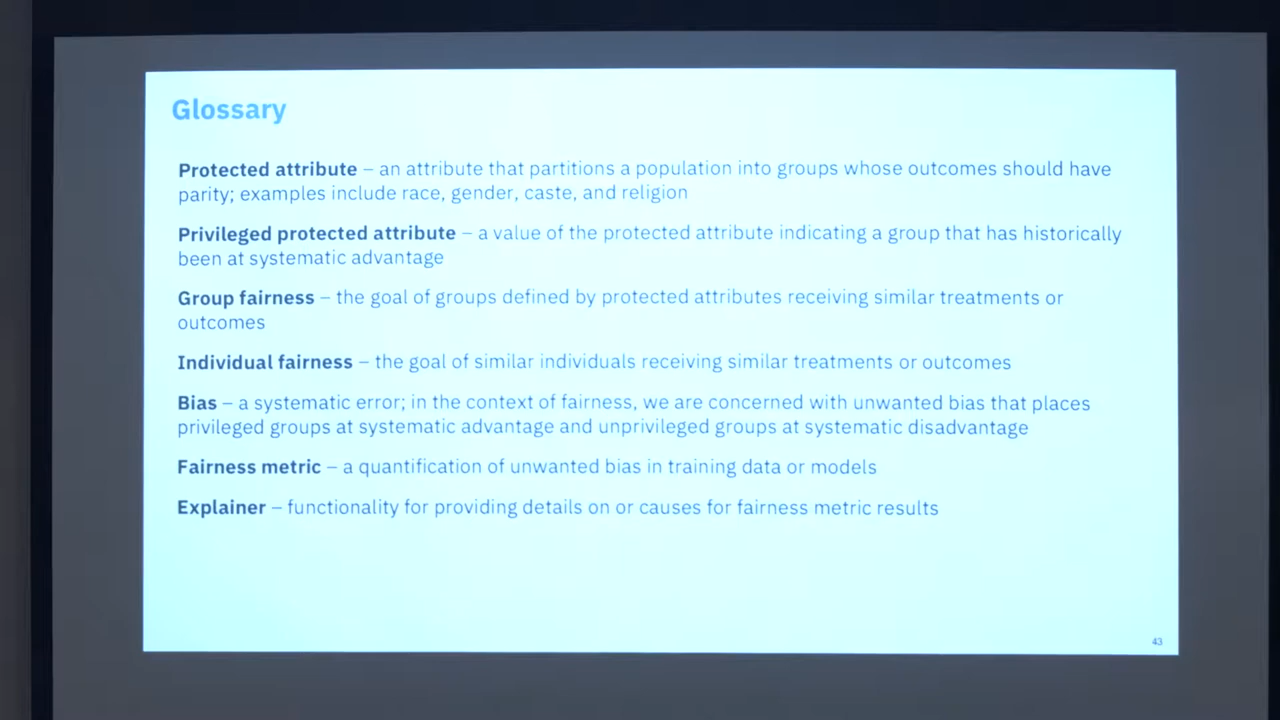 Glossary
Protected attribute – an attribute that partitions a population into groups whose outcomes should have
parity; examples include race, gender, caste, and religion
Privileged protected attribute – a value of the protected attribute indicating a group that has historically
been at systematic advantage
Group fairness – the goal of groups defined by protected attributes receiving similar treatments or
outcomes
Individual fairness – the goal of similar individuals receiving similar treatments or outcomes
Bias – a systematic error; in the context of fairness, we are concerned with unwanted bias that places
privileged groups at systematic advantage and unprivileged groups at systematic disadvantage
Fairness metric – a quantification of unwanted bias in training data or models
Explainer – functionality for providing details on or causes for fairness metric results
43